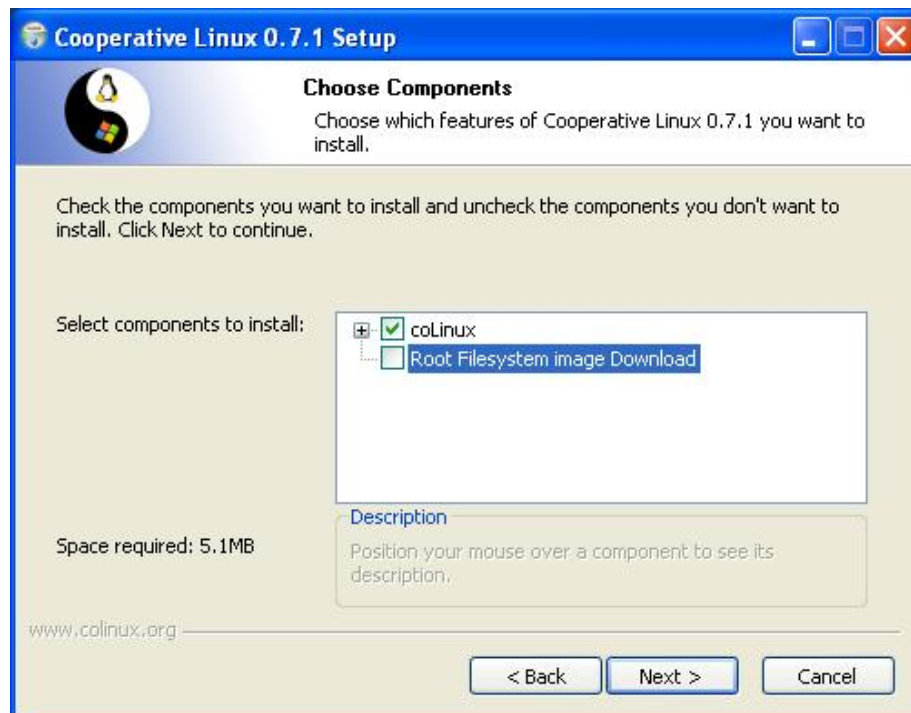 Cooperative Linux 0.7.1 Setup
Choose Components
Choose which features of Cooperative Linux 0.7.1 you want to
install.
Check the components you want to install and uncheck the components you don't want to
install. Click Next to continue.
Select components to install:
coLinux
Root Filesystem image Download
Space required: 5.1MB
Description
Position your mouse over a component to see its
description.
www.colinux.org
< Back
Next >
Cancel